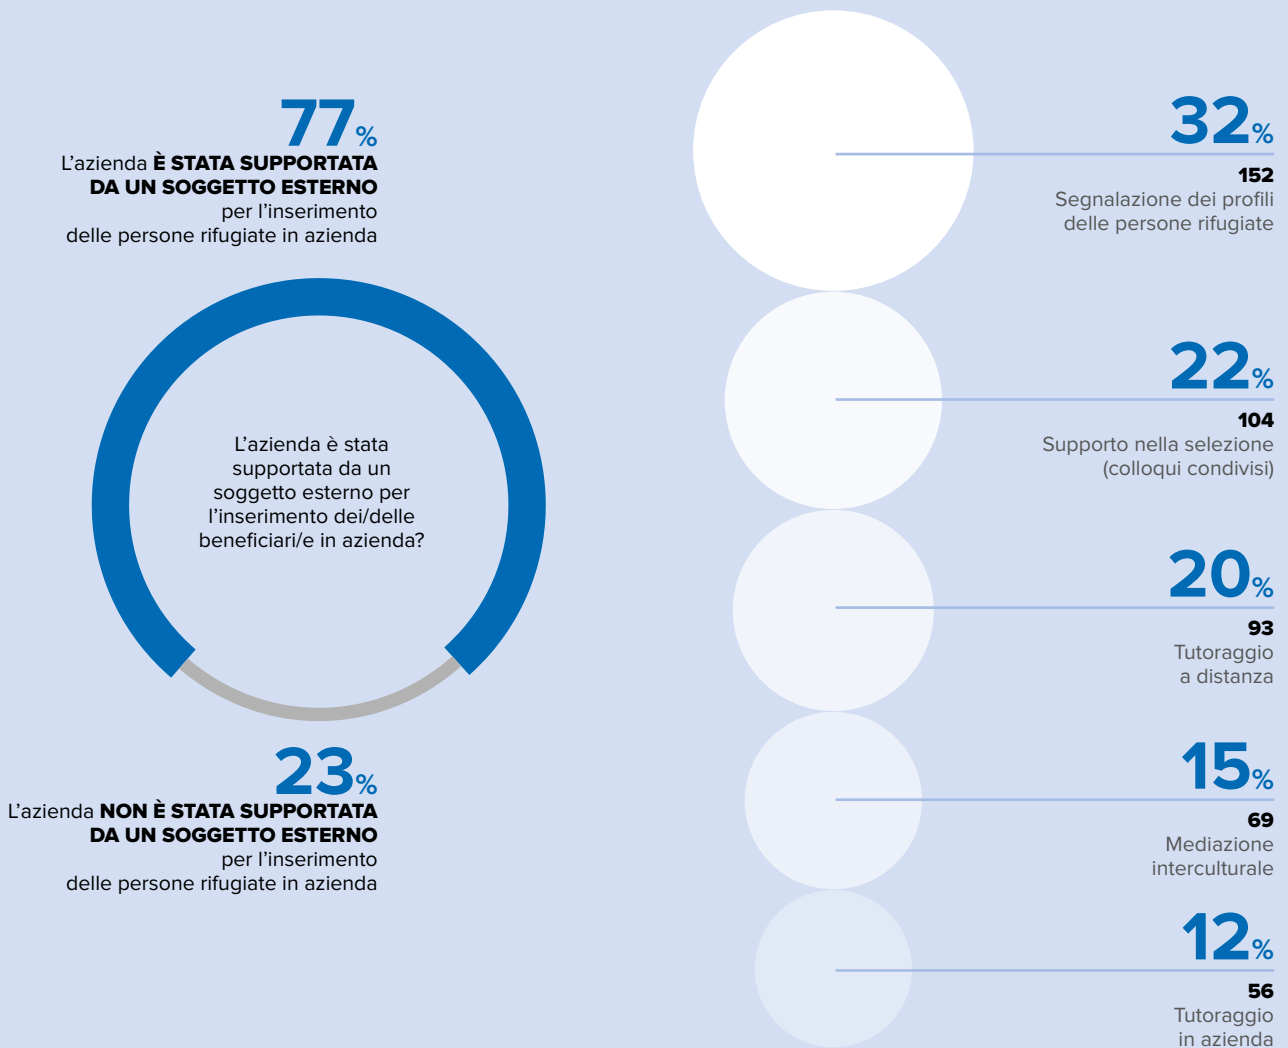 77%
L'azienda È STATA SUPPORTATA
DA UN SOGGETTO ESTERNO
per l'inserimento
delle persone rifugiate in azienda
L'azienda è stata
supportata da un
soggetto esterno per
l'inserimento dei/delle
beneficiari/e in azienda?
23%
L'azienda NON È STATA SUPPORTATA
DA UN SOGGETTO ESTERNO
per l'inserimento
delle persone rifugiate in azienda
32%
152
Segnalazione dei profili
delle persone rifugiate
22%
104
Supporto nella selezione
(colloqui condivisi)
20%
93
Tutoraggio
a distanza
15%
69
Mediazione
interculturale
12%
56
Tutoraggio
in azienda